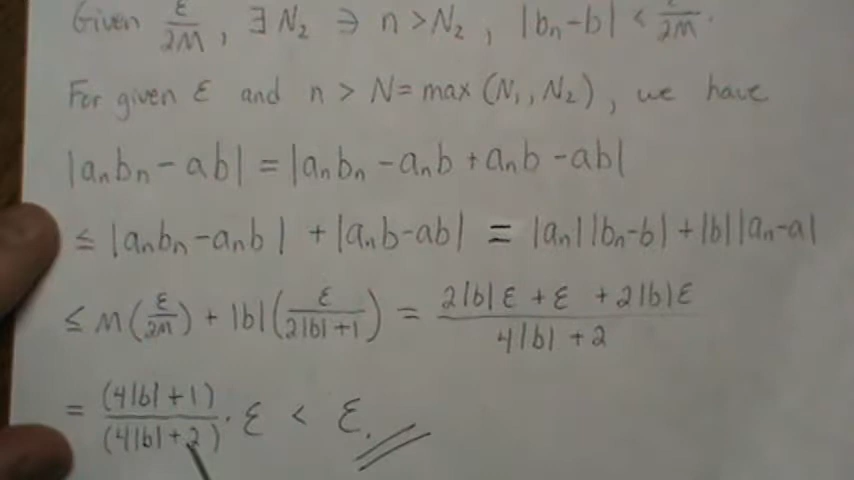 Given ε/2M, ∃ N₂ ∋ n > N₂, |bₙ-b| < ε/2M.
For given ε and n > N = max (N₁, N₂), we have
|aₙbₙ - ab| = |aₙbₙ - aₙb + aₙb - ab|
≤ |aₙbₙ - aₙb| + |aₙb - ab| = |aₙ||bₙ-b| + |b||aₙ-a|
≤ M(ε/2M) + |b|(ε/(2|b|+1)) = (2|b|ε + ε + 2|b|ε)/(4|b| + 2)
= (4|b|+1)/(4|b|+2) · ε < ε.